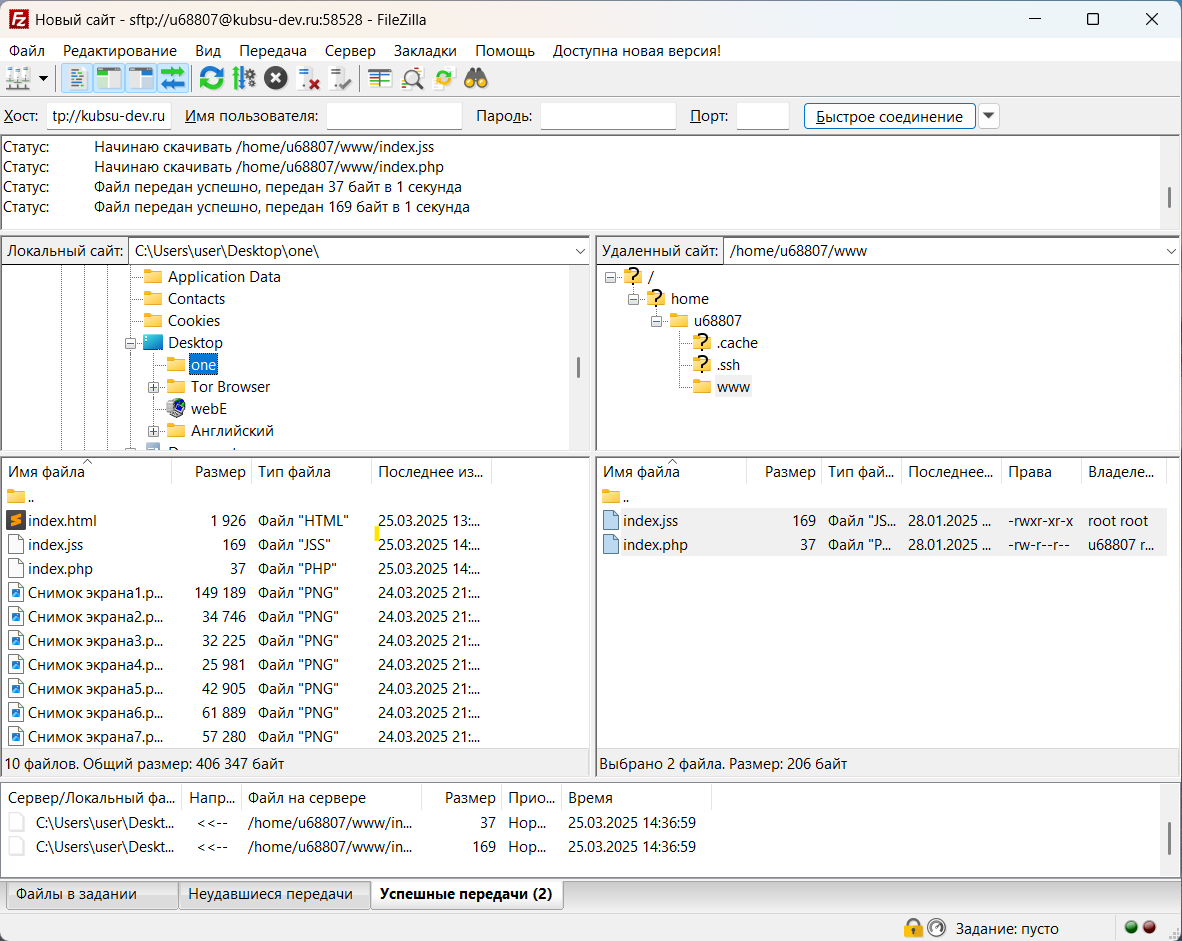 Новый сайт - sftp://u68807@kubsu-dev.ru:58528 - FileZilla
Файл Редактирование Вид Передача Сервер Закладки Помощь Доступна новая версия!
Хост: tp://kubsu-dev.ru Имя пользователя: Пароль: Порт: Быстрое соединение
Статус: Начинаю скачивать /home/u68807/www/index.jss
Статус: Начинаю скачивать /home/u68807/www/index.php
Статус: Файл передан успешно, передан 37 байт в 1 секунда
Статус: Файл передан успешно, передан 169 байт в 1 секунда
Локальный сайт: C:\Users\user\Desktop\one\
Application Data
Contacts
Cookies
Desktop
one
Tor Browser
webE
Английский
Удаленный сайт: /home/u68807/www
/
home
u68807
.cache
.ssh
www
Имя файла Размер Тип файла Последнее из...
..
index.html 1 926 Файл "HTML" 25.03.2025 13:...
index.jss 169 Файл "JSS" 25.03.2025 14:...
index.php 37 Файл "PHP" 25.03.2025 14:...
Снимок экрана1.p... 149 189 Файл "PNG" 24.03.2025 21:...
Снимок экрана2.p... 34 746 Файл "PNG" 24.03.2025 21:...
Снимок экрана3.p... 32 225 Файл "PNG" 24.03.2025 21:...
Снимок экрана4.p... 25 981 Файл "PNG" 24.03.2025 21:...
Снимок экрана5.p... 42 905 Файл "PNG" 24.03.2025 21:...
Снимок экрана6.p... 61 889 Файл "PNG" 24.03.2025 21:...
Снимок экрана7.p... 57 280 Файл "PNG" 24.03.2025 21:...
10 файлов. Общий размер: 406 347 байт
Имя файла Размер Тип фай... Последнее... Права Владеле...
..
index.jss 169 Файл "JS... 28.01.2025 ... -rwxr-xr-x root root
index.php 37 Файл "P... 28.01.2025 ... -rw-r--r-- u68807 r...
Выбрано 2 файла. Размер: 206 байт
Сервер/Локальный фа... Напр... Файл на сервере Размер Прио... Время
C:\Users\user\Deskt... <<-- /home/u68807/www/in... 37 Нор... 25.03.2025 14:36:59
C:\Users\user\Deskt... <<-- /home/u68807/www/in... 169 Нор... 25.03.2025 14:36:59
Файлы в задании Неудавшиеся передачи Успешные передачи (2)
Задание: пусто